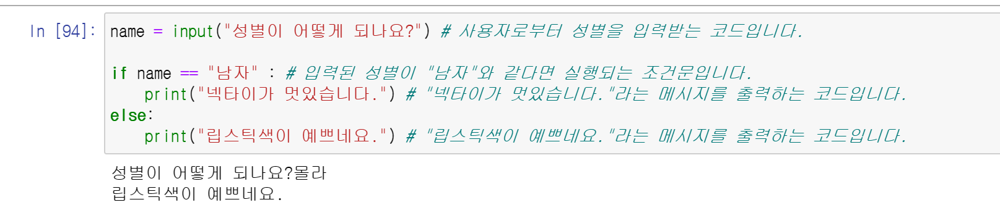 In [94]: name = input("성별이 어떻게 되나요?") # 사용자로부터 성별을 입력받는 코드입니다.
if name == "남자" : # 입력된 성별이 "남자"와 같다면 실행되는 조건문입니다.
print("넥타이가 멋있습니다.") # "넥타이가 멋있습니다."라는 메시지를 출력하는 코드입니다.
else:
print("립스틱색이 예쁘네요.") # "립스틱색이 예쁘네요."라는 메시지를 출력하는 코드입니다.
성별이 어떻게 되나요?몰라
립스틱색이 예쁘네요.